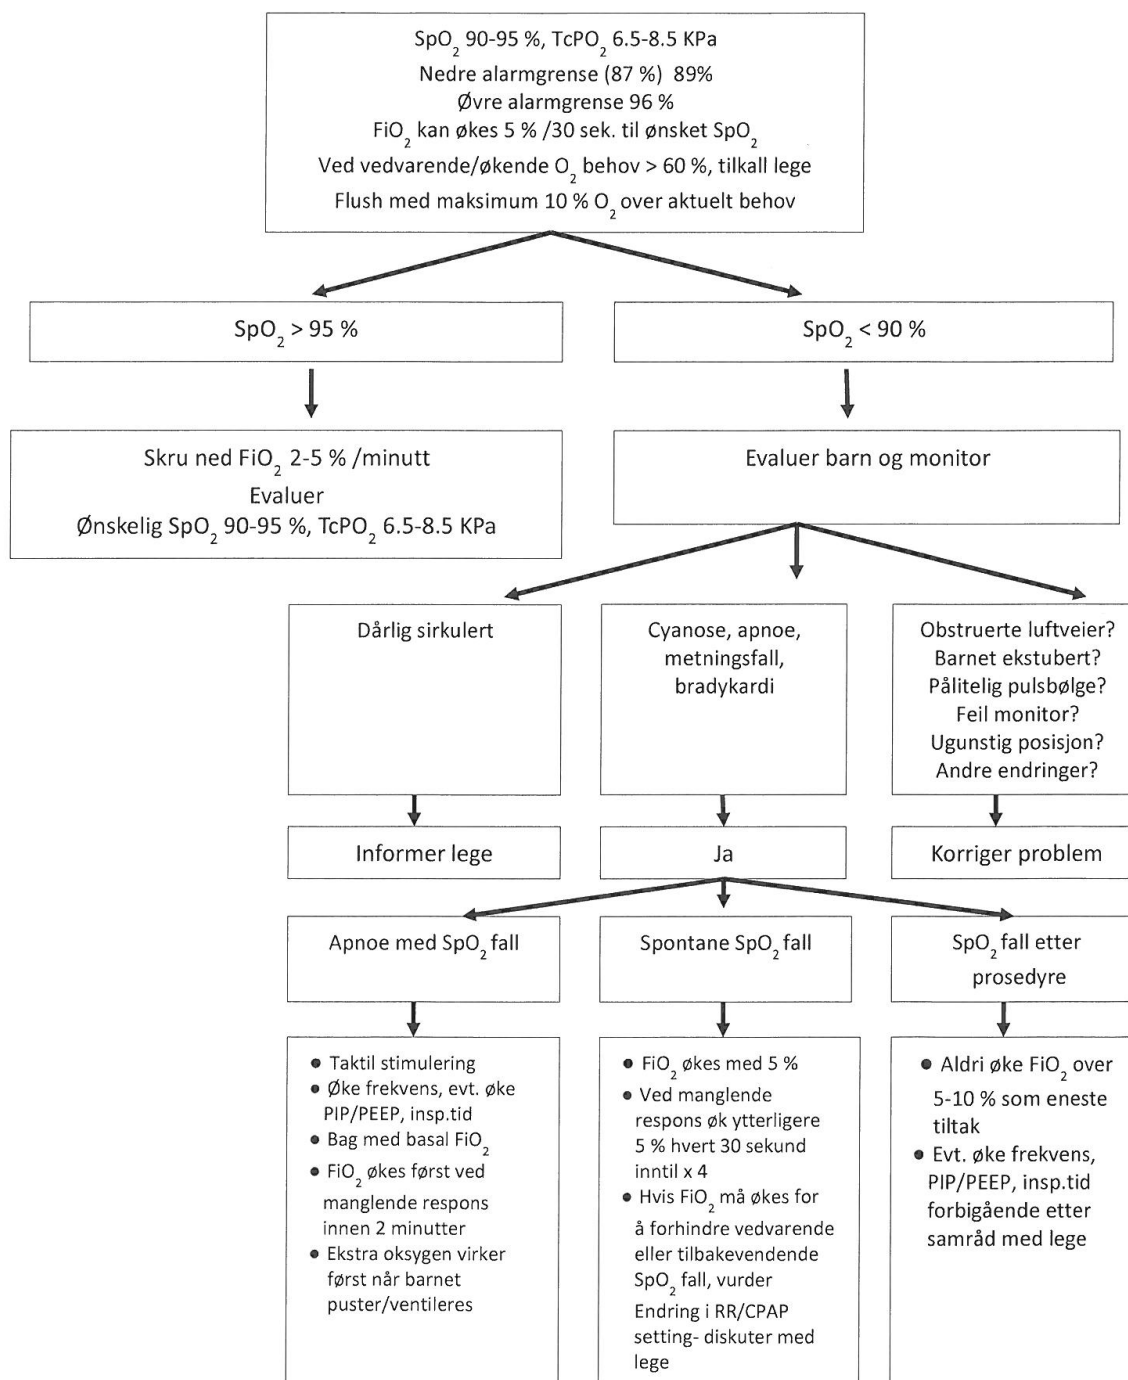 SpO₂ 90-95 %, TcPO₂ 6.5-8.5 KPa
Nedre alarmgrense (87 %) 89%
Øvre alarmgrense 96 %
FiO₂ kan økes 5 % /30 sek. til ønsket SpO₂
Ved vedvarende/økende O₂ behov > 60 %, tilkall lege
Flush med maksimum 10 % O₂ over aktuelt behov
SpO₂ > 95 %
SpO₂ < 90 %
Skru ned FiO₂ 2-5 % /minutt
Evaluer
Ønskelig SpO₂ 90-95 %, TcPO₂ 6.5-8.5 KPa
Evaluer barn og monitor
Dårlig sirkulert
Cyanose, apnoe,
metningsfall,
bradykardi
Obstruerte luftveier?
Barnet ekstubert?
Pålitelig pulsbølge?
Feil monitor?
Ugunstig posisjon?
Andre endringer?
Informer lege
Ja
Korriger problem
Apnoe med SpO₂ fall
Spontane SpO₂ fall
SpO₂ fall etter
prosedyre
● Taktil stimulering
● Øke frekvens, evt. øke
PIP/PEEP, insp.tid
● Bag med basal FiO₂
● FiO₂ økes først ved
manglende respons
innen 2 minutter
● Ekstra oksygen virker
først når barnet
puster/ventileres
● FiO₂ økes med 5 %
● Ved manglende
respons øk ytterligere
5 % hvert 30 sekund
inntil x 4
● Hvis FiO₂ må økes for
å forhindre vedvarende
eller tilbakevendende
SpO₂ fall, vurder
Endring i RR/CPAP
setting- diskuter med
lege
● Aldri øke FiO₂ over
5-10 % som eneste
tiltak
● Evt. øke frekvens,
PIP/PEEP, insp.tid
forbigående etter
samråd med lege